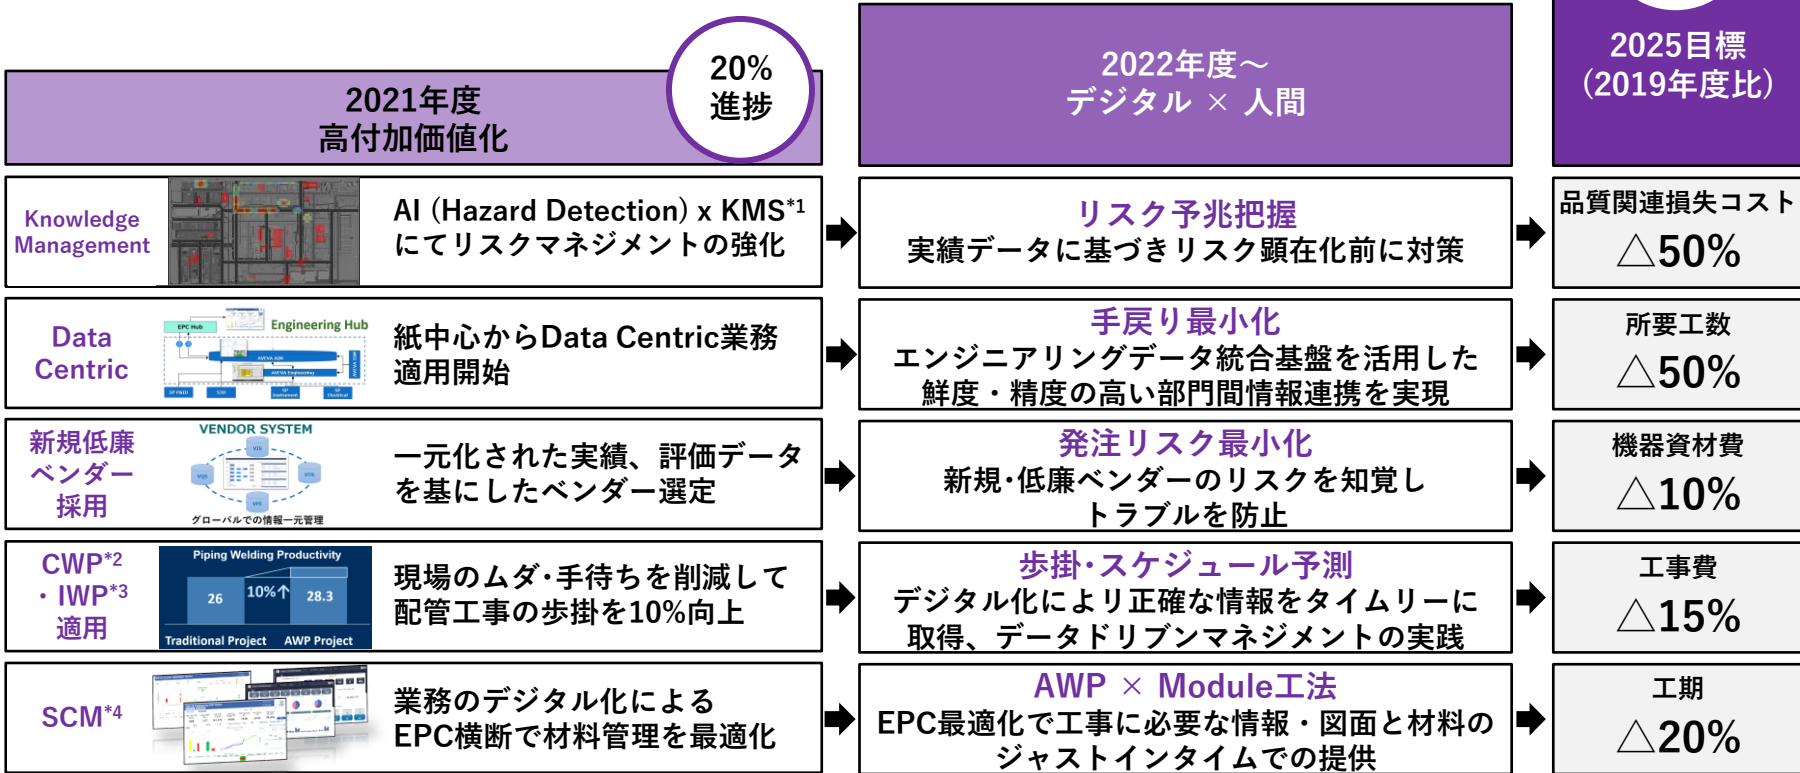 2021年度
高付加価値化
20%
進捗
2022年度～
デジタル × 人間
2025目標
(2019年度比)
Knowledge
Management
AI (Hazard Detection) x KMS*1
にてリスクマネジメントの強化
リスク予兆把握
実績データに基づきリスク顕在化前に対策
品質関連損失コスト
△50%
Data
Centric
EPC Hub
Engineering Hub
AVEVA AIM
AVEVA Engineering
SP P&ID
S3D
SP
Instrument
SP
Electrical
紙中心からData Centric業務
適用開始
手戻り最小化
エンジニアリングデータ統合基盤を活用した
鮮度・精度の高い部門間情報連携を実現
所要工数
△50%
新規低廉
ベンダー
採用
VENDOR SYSTEM
グローバルでの情報一元管理
一元化された実績、評価データ
を基にしたベンダー選定
発注リスク最小化
新規･低廉ベンダーのリスクを知覚し
トラブルを防止
機器資材費
△10%
CWP*2
・IWP*3
適用
Piping Welding Productivity
26
10%↑
28.3
Traditional Project
AWP Project
現場のムダ･手待ちを削減して
配管工事の歩掛を10%向上
歩掛･スケジュール予測
デジタル化により正確な情報をタイムリーに
取得、データドリブンマネジメントの実践
工事費
△15%
SCM*4
業務のデジタル化による
EPC横断で材料管理を最適化
AWP × Module工法
EPC最適化で工事に必要な情報・図面と材料の
ジャストインタイムでの提供
工期
△20%